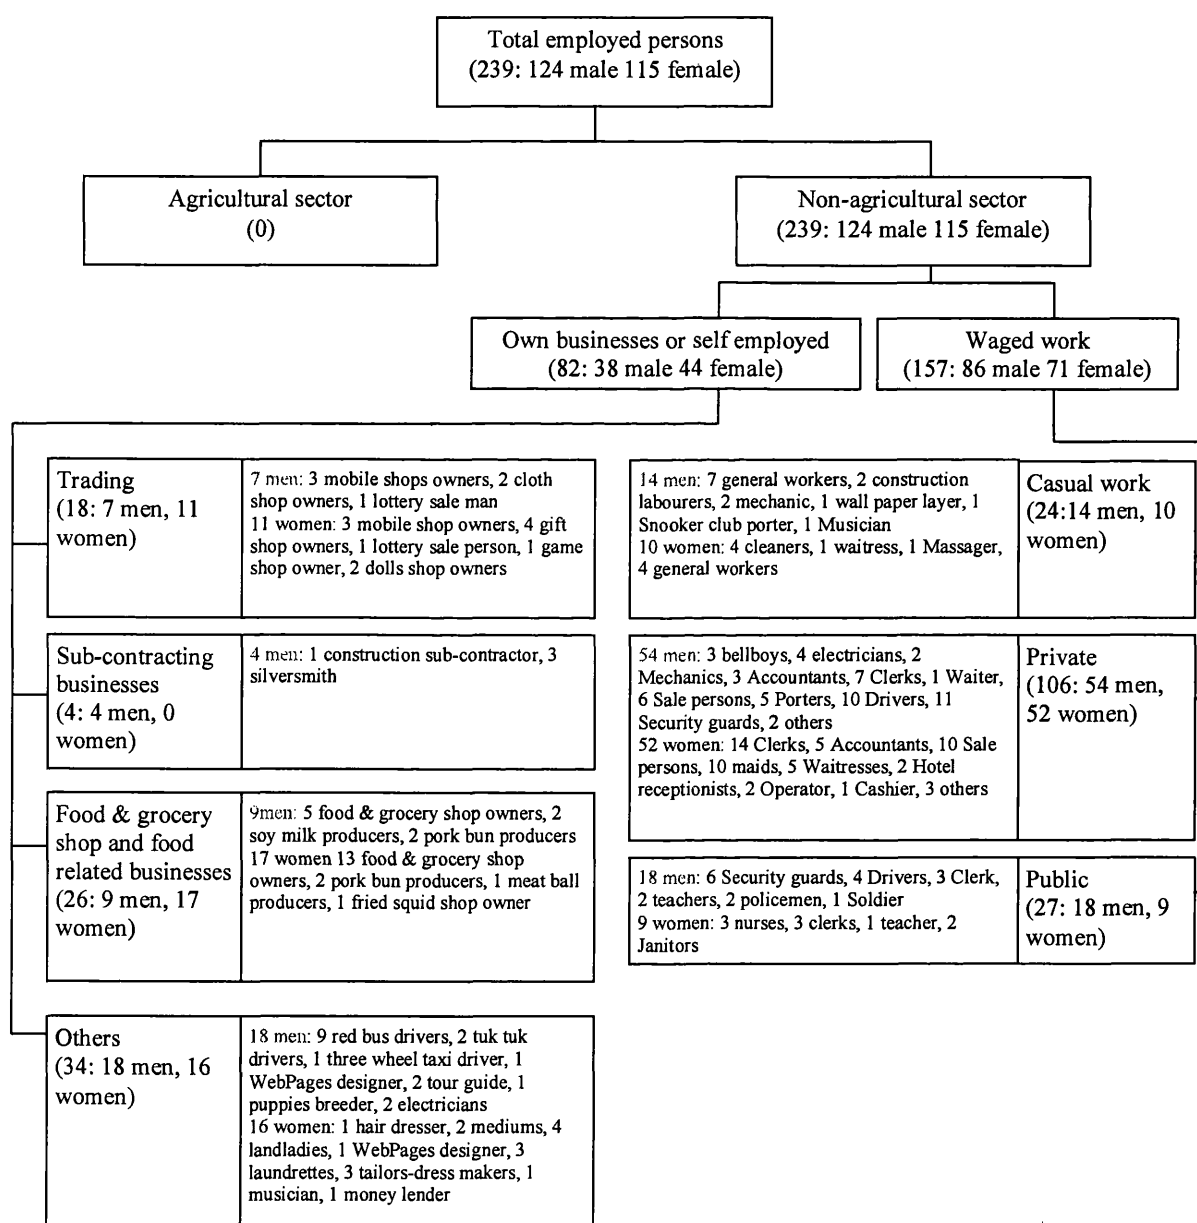 Total employed persons
(239: 124 male 115 female)
Agricultural sector
(0)
Non-agricultural sector
(239: 124 male 115 female)
Own businesses or self employed
(82: 38 male 44 female)
Waged work
(157: 86 male 71 female)
Trading
(18: 7 men, 11
women)
7 men: 3 mobile shops owners, 2 cloth
shop owners, 1 lottery sale man
11 women: 3 mobile shop owners, 4 gift
shop owners, 1 lottery sale person, 1 game
shop owner, 2 dolls shop owners
14 men: 7 general workers, 2 construction
labourers, 2 mechanic, 1 wall paper layer, 1
Snooker club porter, 1 Musician
10 women: 4 cleaners, 1 waitress, 1 Massager,
4 general workers
Casual work
(24:14 men, 10
women)
Sub-contracting
businesses
(4: 4 men, 0
women)
4 men: 1 construction sub-contractor, 3
silversmith
54 men: 3 bellboys, 4 electricians, 2
Mechanics, 3 Accountants, 7 Clerks, 1 Waiter,
6 Sale persons, 5 Porters, 10 Drivers, 11
Security guards, 2 others
52 women: 14 Clerks, 5 Accountants, 10 Sale
persons, 10 maids, 5 Waitresses, 2 Hotel
receptionists, 2 Operator, 1 Cashier, 3 others
Private
(106: 54 men,
52 women)
Food & grocery
shop and food
related businesses
(26: 9 men, 17
women)
9men: 5 food & grocery shop owners, 2
soy milk producers, 2 pork bun producers
17 women 13 food & grocery shop
owners, 2 pork bun producers, 1 meat ball
producers, 1 fried squid shop owner
18 men: 6 Security guards, 4 Drivers, 3 Clerk,
2 teachers, 2 policemen, 1 Soldier
9 women: 3 nurses, 3 clerks, 1 teacher, 2
Janitors
Public
(27: 18 men, 9
women)
Others
(34: 18 men, 16
women)
18 men: 9 red bus drivers, 2 tuk tuk
drivers, 1 three wheel taxi driver, 1
WebPages designer, 2 tour guide, 1
puppies breeder, 2 electricians
16 women: 1 hair dresser, 2 mediums, 4
landladies, 1 WebPages designer, 3
laundrettes, 3 tailors-dress makers, 1
musician, 1 money lender